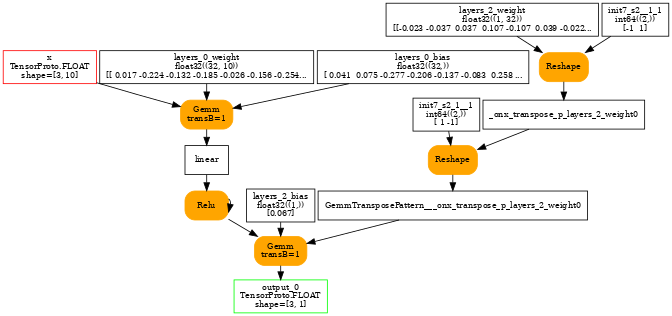 layers_2_weight
float32((1, 32))
[[-0.023 -0.037 0.037 0.107 -0.107 0.039 -0.022...
init7_s2_-1_1
int64((2,))
[-1 1]
x
TensorProto.FLOAT
shape=[3, 10]
layers_0_weight
float32((32, 10))
[[ 0.017 -0.224 -0.132 -0.185 -0.026 -0.156 -0.254...
layers_0_bias
float32((32,))
[ 0.041 0.075 -0.277 -0.206 -0.137 -0.083 0.258 ...
Reshape
Gemm
transB=1
init7_s2_1_-1
int64((2,))
[ 1 -1]
_onx_transpose_p_layers_2_weight0
linear
Reshape
Relu
layers_2_bias
float32((1,))
[0.067]
GemmTransposePattern__onx_transpose_p_layers_2_weight0
Gemm
transB=1
output_0
TensorProto.FLOAT
shape=[3, 1]